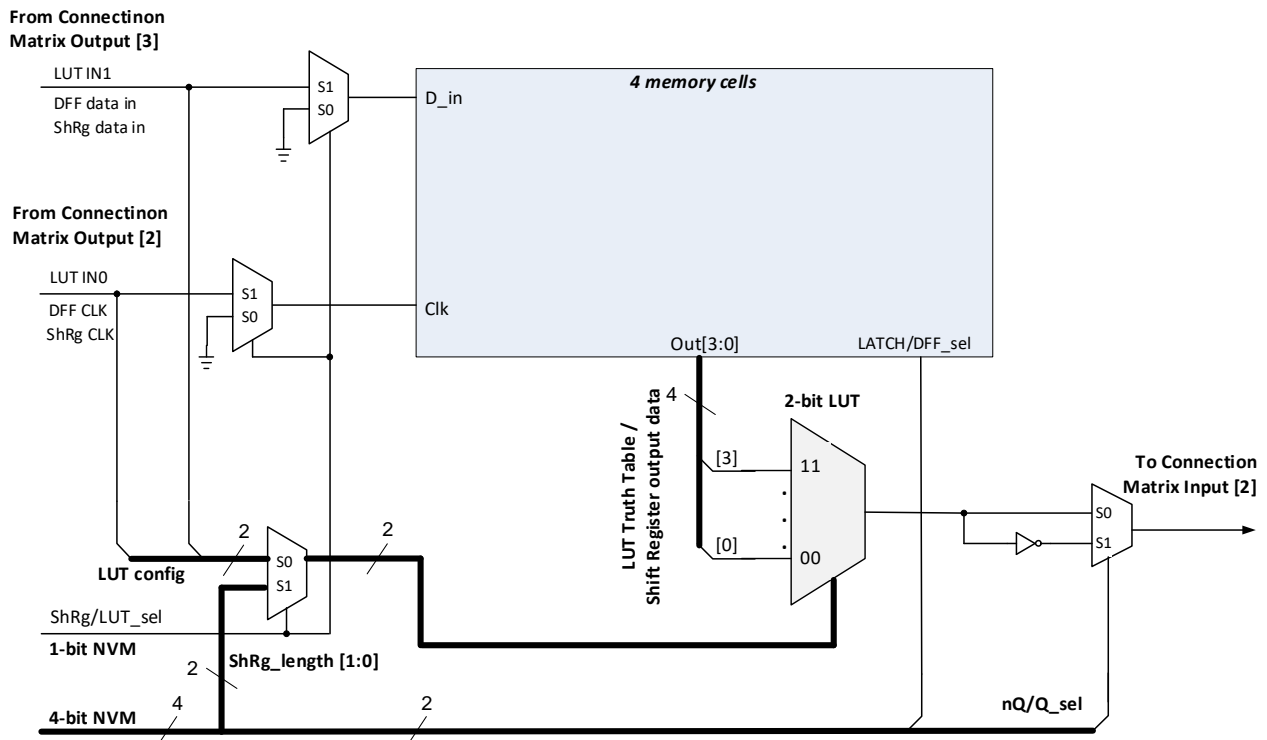 From Connectinon
Matrix Output [3]
LUT IN1
DFF data in
ShRg data in
S1
S0
4 memory cells
D_in
From Connectinon
Matrix Output [2]
LUT IN0
DFF CLK
ShRg CLK
S1
S0
Clk
Out[3:0]
LATCH/DFF_sel
LUT Truth Table /
Shift Register output data
4
2-bit LUT
[3]
11
[0]
00
To Connection
Matrix Input [2]
S0
S1
2
2
LUT config
S0
S1
ShRg/LUT_sel
1-bit NVM
ShRg_length [1:0]
2
4-bit NVM
4
2
nQ/Q_sel